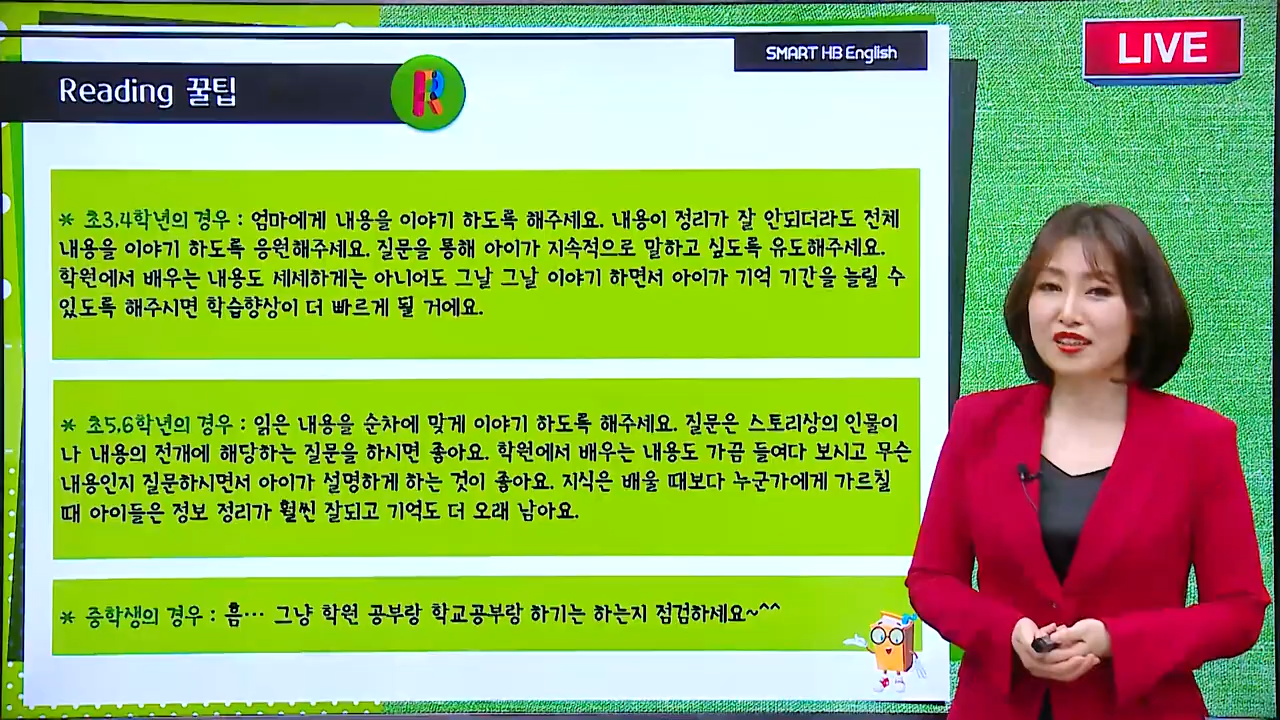 SMART HB English
LIVE
Reading 꿀팁
* 초3,4학년의 경우 : 엄마에게 내용을 이야기 하도록 해주세요. 내용이 정리가 잘 안되더라도 전체
내용을 이야기 하도록 응원해주세요. 질문을 통해 아이가 지속적으로 말하고 싶도록 유도해주세요.
학원에서 배우는 내용도 세세하게는 아니어도 그날 그날 이야기 하면서 아이가 기억 기간을 늘릴 수
있도록 해주시면 학습향상이 더 빠르게 될 거에요.
* 초5,6학년의 경우 : 읽은 내용을 순차에 맞게 이야기 하도록 해주세요. 질문은 스토리상의 인물이
나 내용의 전개에 해당하는 질문을 하시면 좋아요. 학원에서 배우는 내용도 가끔 들여다 보시고 무슨
내용인지 질문하시면서 아이가 설명하게 하는 것이 좋아요. 지식은 배울 때보다 누군가에게 가르칠
때 아이들은 정보 정리가 훨씬 잘되고 기억도 더 오래 남아요.
* 중학생의 경우 : 흠... 그냥 학원 공부랑 학교공부랑 하기는 하는지 점검하세요~^^